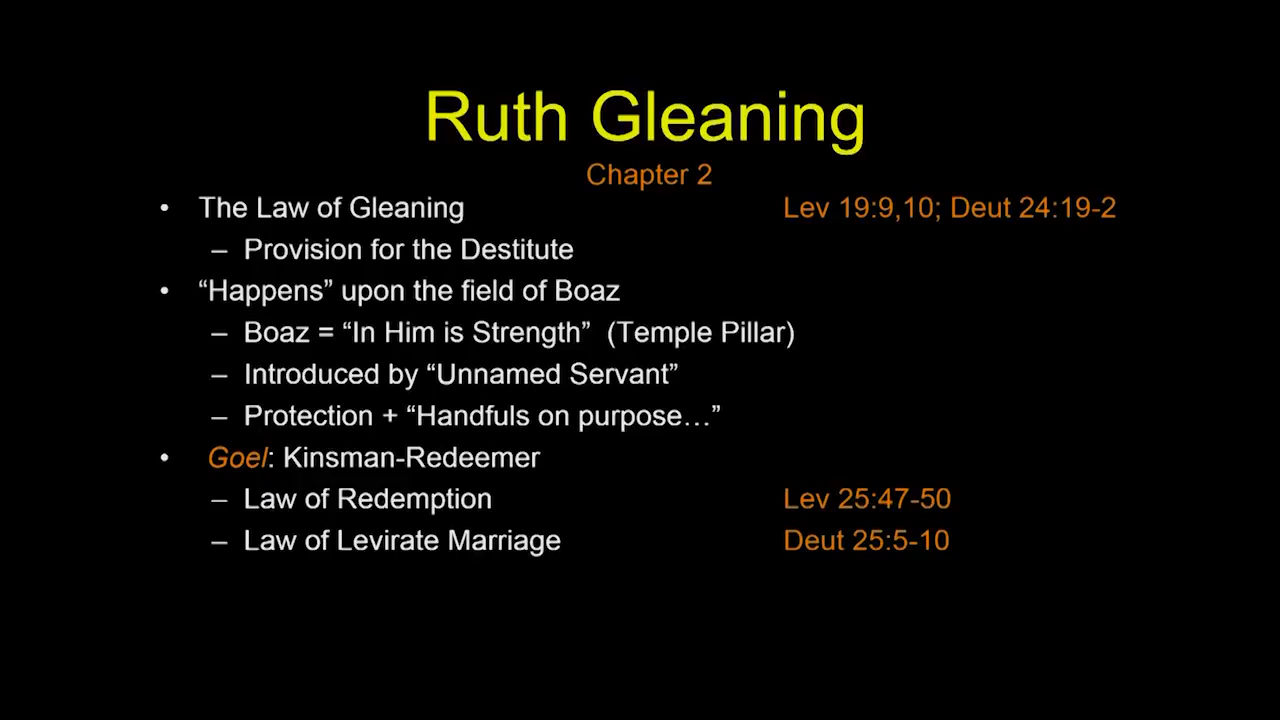 Ruth Gleaning
Chapter 2
• The Law of Gleaning Lev 19:9,10; Deut 24:19-2
– Provision for the Destitute
• “Happens” upon the field of Boaz
– Boaz = “In Him is Strength” (Temple Pillar)
– Introduced by “Unnamed Servant”
– Protection + “Handfuls on purpose…”
• Goel: Kinsman-Redeemer
– Law of Redemption Lev 25:47-50
– Law of Levirate Marriage Deut 25:5-10